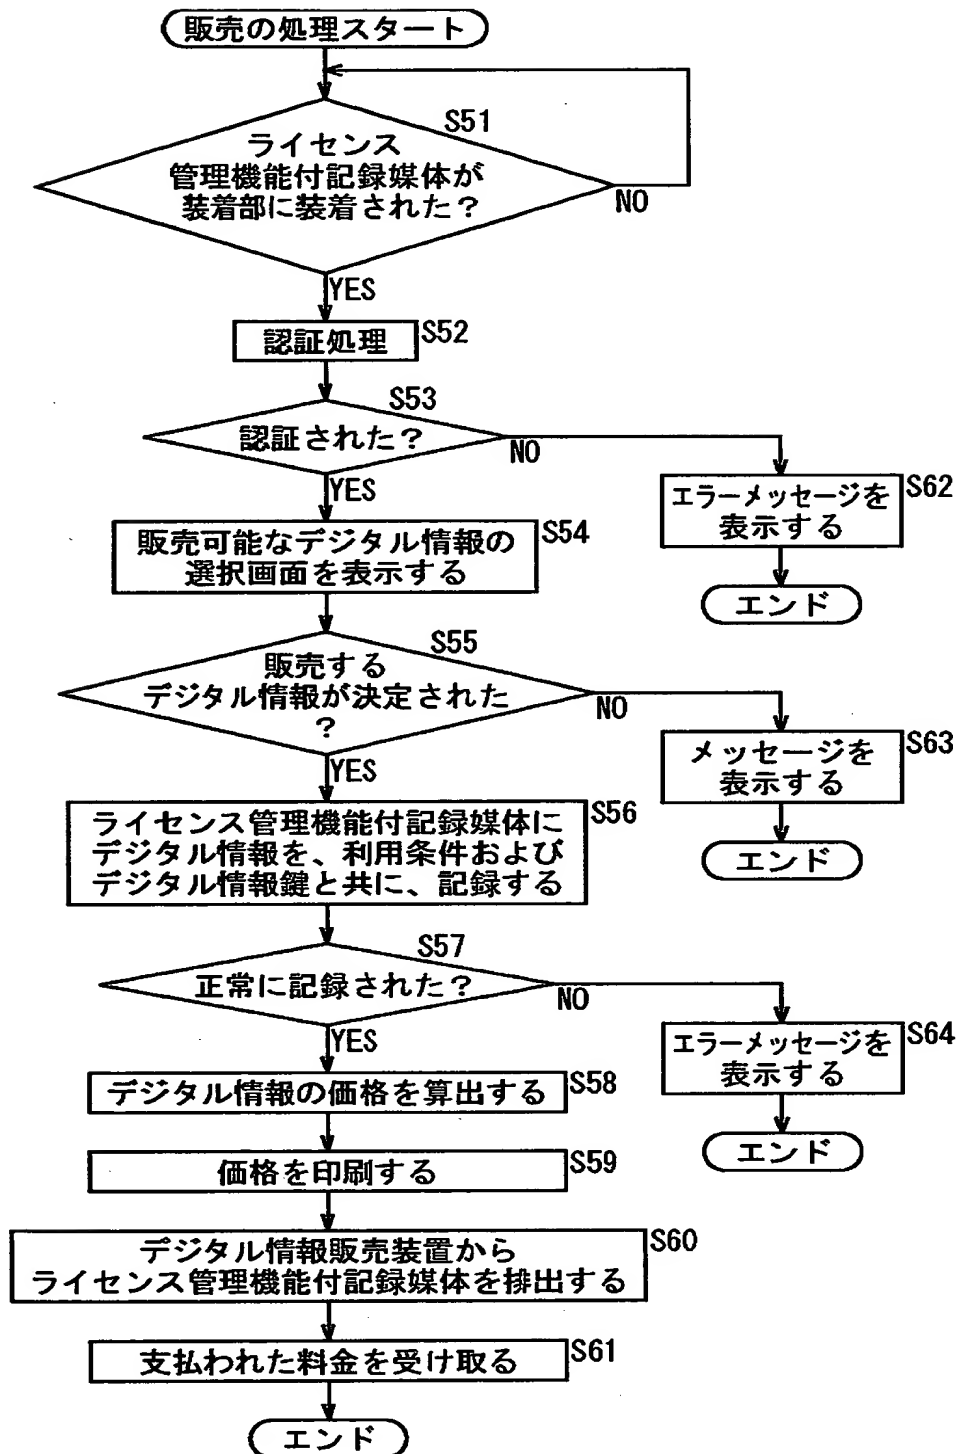 販売の処理スタート
S51
ライセンス
管理機能付記録媒体が
装着部に装着された？
NO
YES
認証処理
S52
S53
認証された？
NO
YES
エラーメッセージを
表示する
S62
エンド
販売可能なデジタル情報の
選択画面を表示する
S54
S55
販売する
デジタル情報が決定された
？
NO
YES
メッセージを
表示する
S63
エンド
ライセンス管理機能付記録媒体に
デジタル情報を、利用条件および
デジタル情報鍵と共に、記録する
S56
S57
正常に記録された？
NO
YES
エラーメッセージを
表示する
S64
エンド
デジタル情報の価格を算出する
S58
価格を印刷する
S59
デジタル情報販売装置から
ライセンス管理機能付記録媒体を排出する
S60
支払われた料金を受け取る
S61
エンド